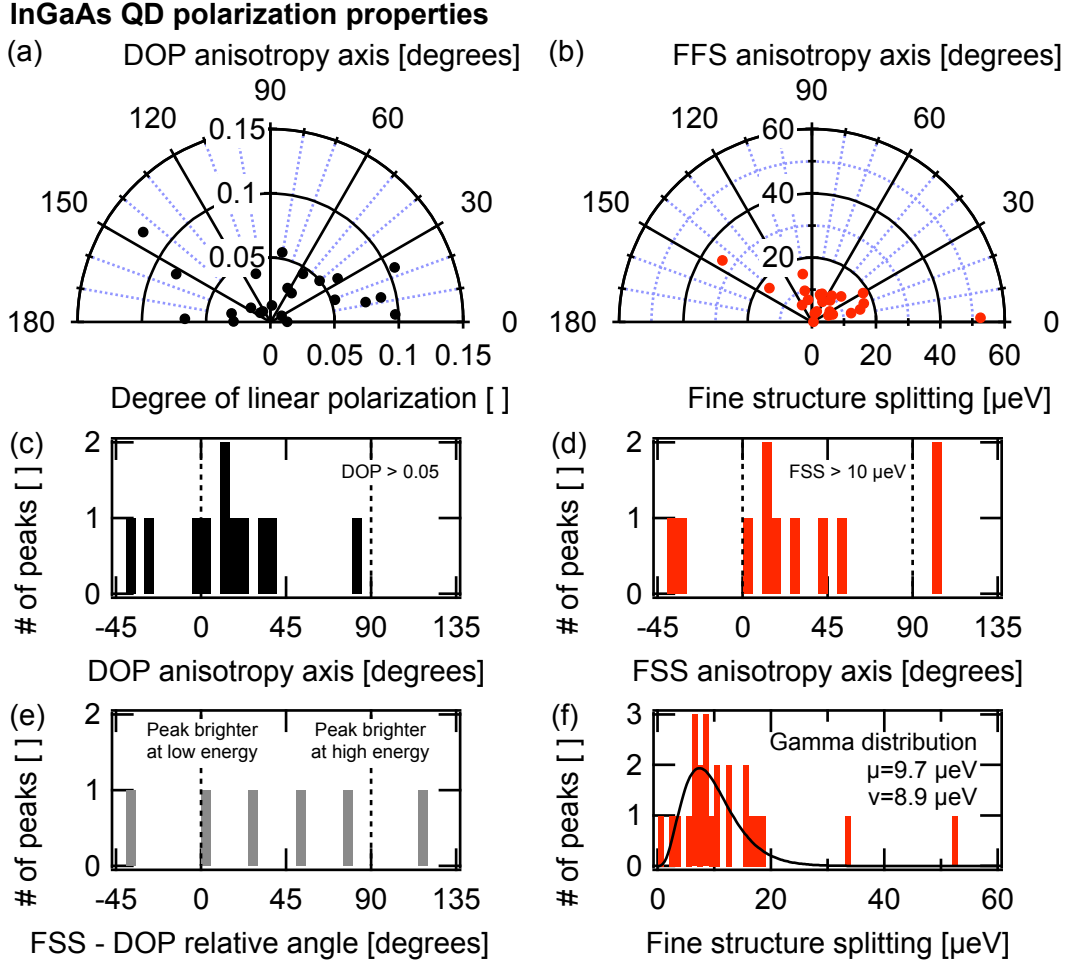 InGaAs QD polarization properties
(a) DOP anisotropy axis [degrees]
90
120 60
150 30
180 0
0.15
0.1
0.05
0 0.05 0.1 0.15
Degree of linear polarization [ ]
(b) FFS anisotropy axis [degrees]
90
120 60
150 30
180 0
60
40
20
0 20 40 60
Fine structure splitting [µeV]
(c)
# of peaks [ ]
2
1
0
DOP > 0.05
-45 0 45 90 135
DOP anisotropy axis [degrees]
(d)
# of peaks [ ]
2
1
0
FSS > 10 µeV
-45 0 45 90 135
FSS anisotropy axis [degrees]
(e)
# of peaks [ ]
2
1
0
Peak brighter
at low energy
Peak brighter
at high energy
-45 0 45 90 135
FSS - DOP relative angle [degrees]
(f)
# of peaks [ ]
3
2
1
0
Gamma distribution
µ=9.7 µeV
ν=8.9 µeV
0 20 40 60
Fine structure splitting [µeV]